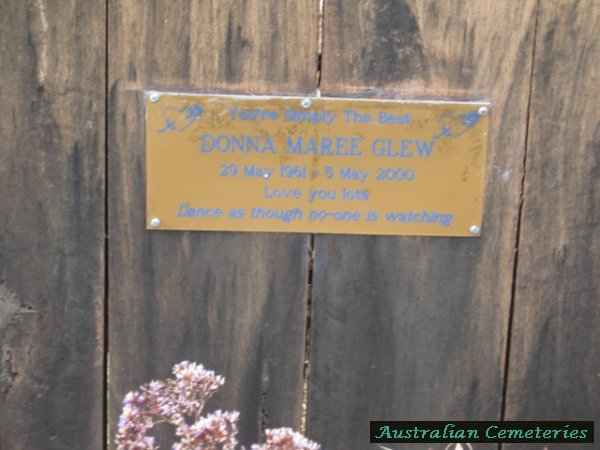 You're Simply The Best
DONNA MAREE GLEW
29 May 1961 - 5 May 2000
Love you lots
Dance as though no-one is watching
Australian Cemeteries